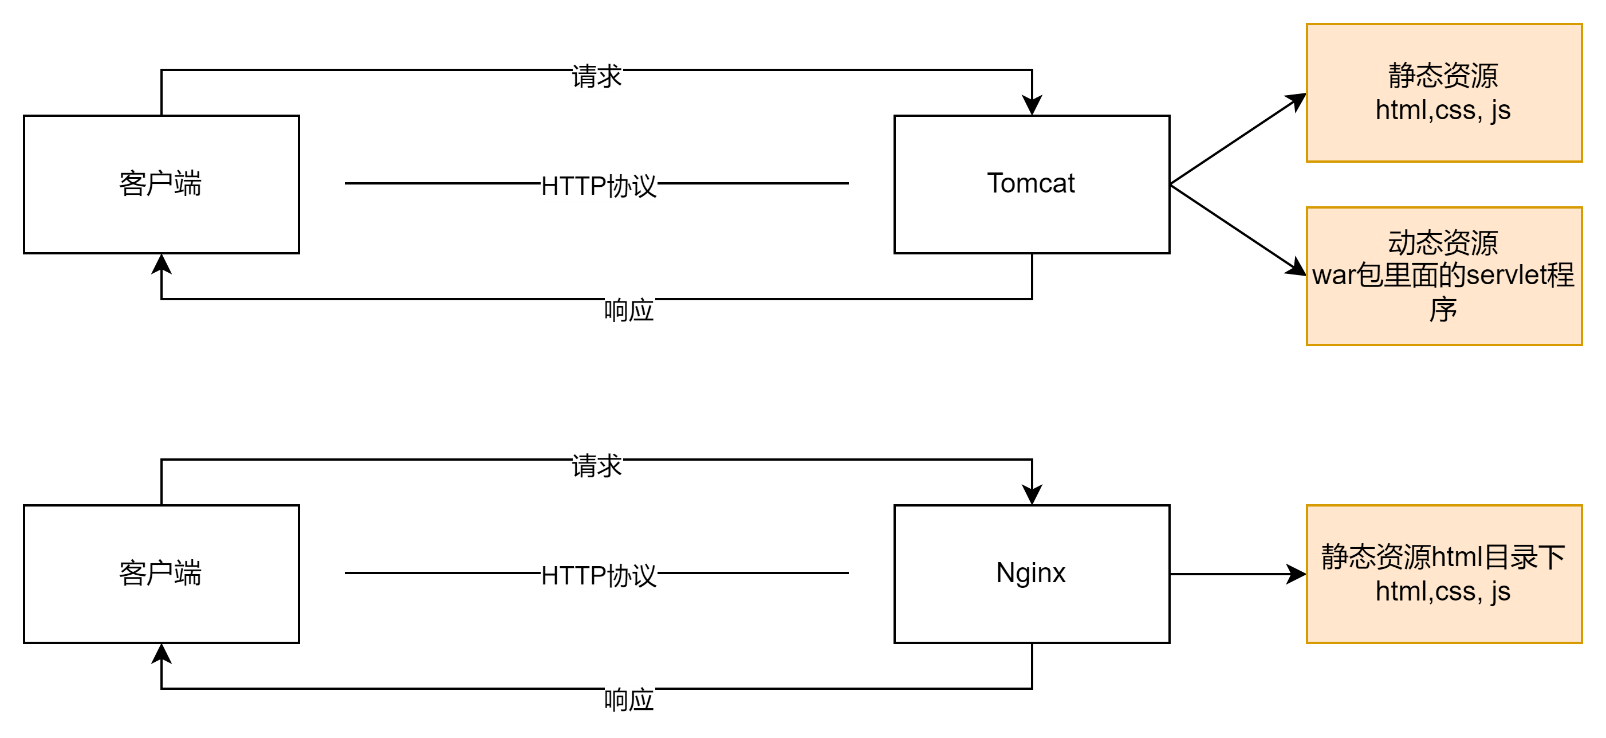 请求
静态资源
html,css, js
客户端
HTTP协议
Tomcat
动态资源
war包里面的servlet程
序
响应
请求
客户端
HTTP协议
Nginx
静态资源html目录下
html,css, js
响应